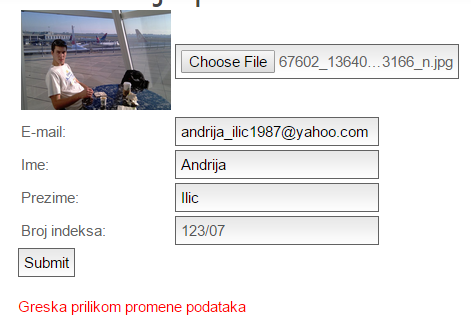 Choose File 67602_13640...3166_n.jpg
E-mail: andrija_ilic1987@yahoo.com
Ime: Andrija
Prezime: Ilic
Broj indeksa: 123/07
Submit
Greska prilikom promene podataka